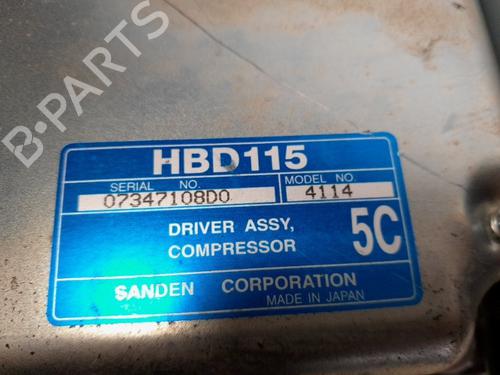 B-PARTS
HBD115
SERIAL NO. MODEL NO.
07347108D0 4114
DRIVER ASSY,
COMPRESSOR 5C
SANDEN CORPORATION
MADE IN JAPAN